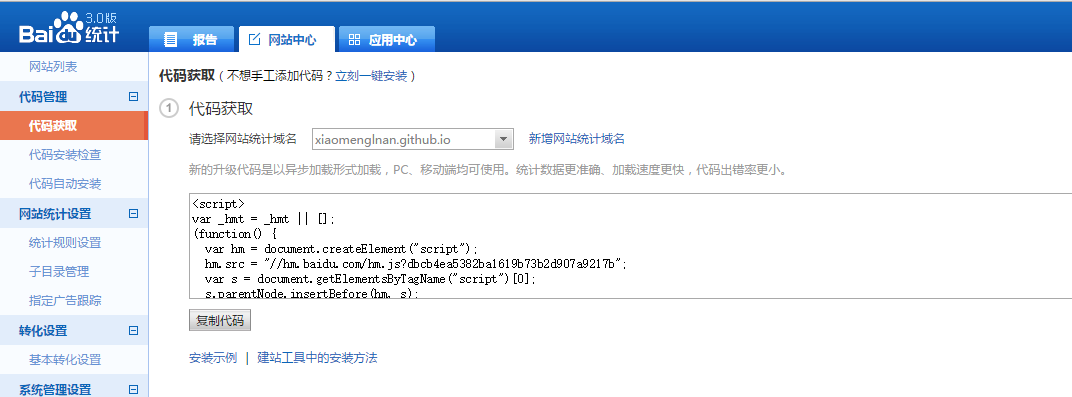 Bai du 统计 3.0版
报告 网站中心 应用中心
网站列表
代码管理
代码获取
代码安装检查
代码自动安装
网站统计设置
统计规则设置
子目录管理
指定广告跟踪
转化设置
基本转化设置
系统管理设置
代码获取 ( 不想手工添加代码？立刻一键安装 )
1 代码获取
请选择网站统计域名 xiaomenglnan.github.io 新增网站统计域名
新的升级代码是以异步加载形式加载，PC、移动端均可使用。统计数据更准确、加载速度更快，代码出错率更小。
<script>
var _hmt = _hmt || [];
(function() {
var hm = document.createElement("script");
hm.src = "//hm.baidu.com/hm.js?dbcb4ea5382ba1619b73b2d907a9217b";
var s = document.getElementsByTagName("script")[0];
s.parentNode.insertBefore(hm, s);
复制代码
安装示例 | 建站工具中的安装方法